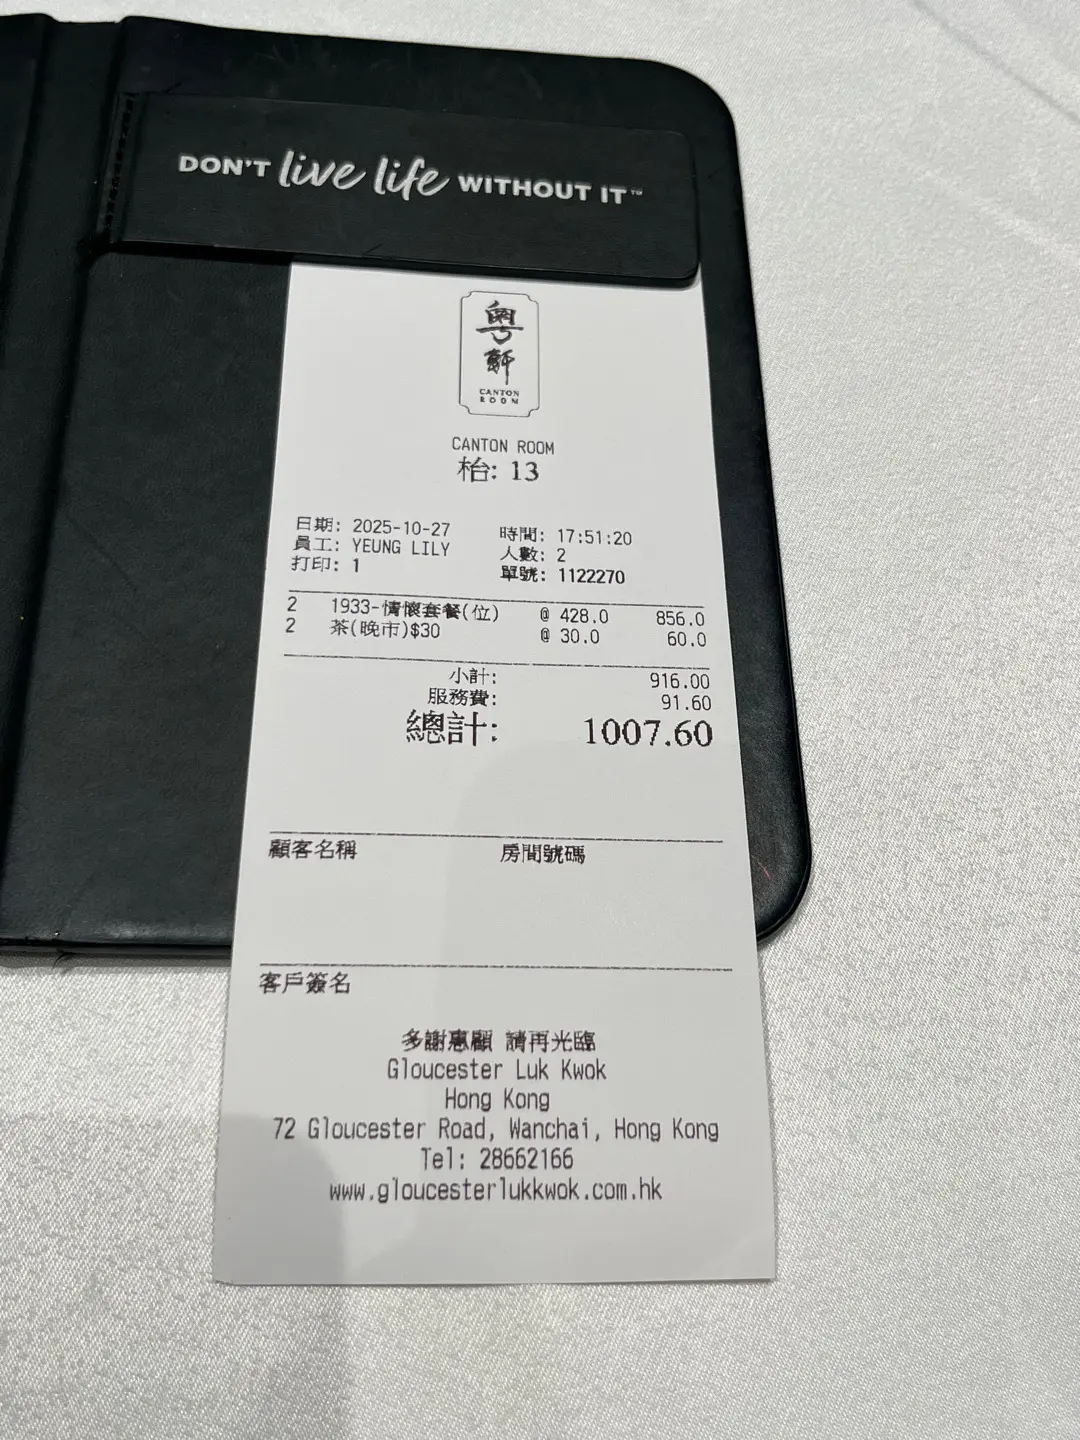 DON'T live life WITHOUT IT™
粵軒
CANTON
ROOM
CANTON ROOM
枱: 13
日期: 2025-10-27 時間: 17:51:20
員工: YEUNG LILY 人數: 2
打印: 1 單號: 1122270
2 1933-情懷套餐(位) @ 428.0 856.0
2 茶(晚市)$30 @ 30.0 60.0
小計: 916.00
服務費: 91.60
總計: 1007.60
顧客名稱 房間號碼
客戶簽名
多謝惠顧 請再光臨
Gloucester Luk Kwok
Hong Kong
72 Gloucester Road, Wanchai, Hong Kong
Tel: 28662166
www.gloucesterlukkwok.com.hk